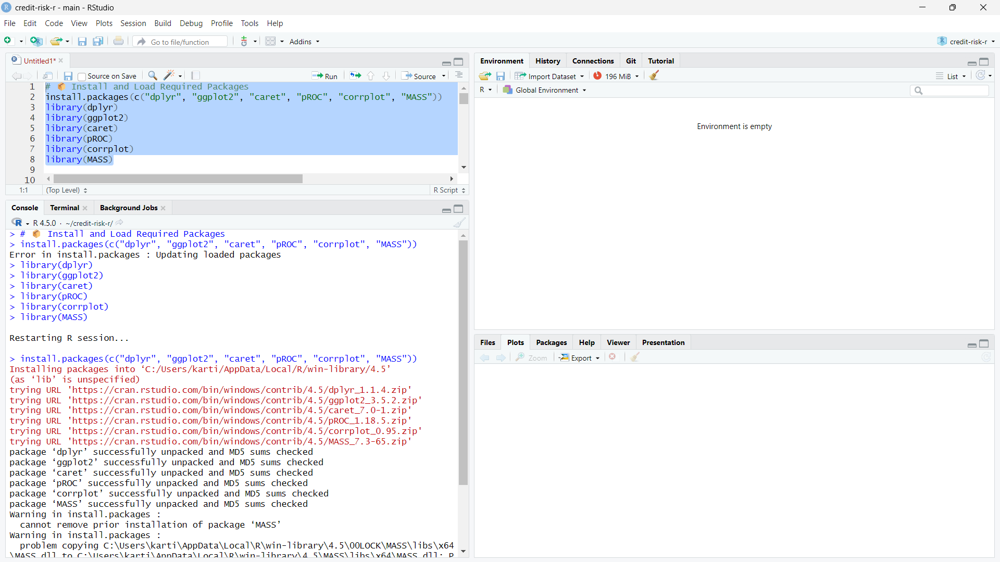 credit-risk-r - main - RStudio
File Edit Code View Plots Session Build Debug Profile Tools Help
Go to file/function Addins credit-risk-r
Untitled1*
Source on Save Run Source
1 # Install and Load Required Packages
2 install.packages(c("dplyr", "ggplot2", "caret", "pROC", "corrplot", "MASS"))
3 library(dplyr)
4 library(ggplot2)
5 library(caret)
6 library(pROC)
7 library(corrplot)
8 library(MASS)
9
10
1:1 (Top Level) R Script
Console Terminal Background Jobs
R 4.5.0 · ~/credit-risk-r/
> # Install and Load Required Packages
> install.packages(c("dplyr", "ggplot2", "caret", "pROC", "corrplot", "MASS"))
Error in install.packages : Updating loaded packages
> library(dplyr)
> library(ggplot2)
> library(caret)
> library(pROC)
> library(corrplot)
> library(MASS)
Restarting R session...
> install.packages(c("dplyr", "ggplot2", "caret", "pROC", "corrplot", "MASS"))
Installing packages into ‘C:/Users/karti/AppData/Local/R/win-library/4.5’
(as ‘lib’ is unspecified)
trying URL 'https://cran.rstudio.com/bin/windows/contrib/4.5/dplyr_1.1.4.zip'
trying URL 'https://cran.rstudio.com/bin/windows/contrib/4.5/ggplot2_3.5.2.zip'
trying URL 'https://cran.rstudio.com/bin/windows/contrib/4.5/caret_7.0-1.zip'
trying URL 'https://cran.rstudio.com/bin/windows/contrib/4.5/pROC_1.18.5.zip'
trying URL 'https://cran.rstudio.com/bin/windows/contrib/4.5/corrplot_0.95.zip'
trying URL 'https://cran.rstudio.com/bin/windows/contrib/4.5/MASS_7.3-65.zip'
package ‘dplyr’ successfully unpacked and MD5 sums checked
package ‘ggplot2’ successfully unpacked and MD5 sums checked
package ‘caret’ successfully unpacked and MD5 sums checked
package ‘pROC’ successfully unpacked and MD5 sums checked
package ‘corrplot’ successfully unpacked and MD5 sums checked
package ‘MASS’ successfully unpacked and MD5 sums checked
Warning in install.packages :
cannot remove prior installation of package ‘MASS’
Warning in install.packages :
problem copying C:\Users\karti\AppData\Local\R\win-library\4.5\00LOCK\MASS\libs\x64
\MASS.dll to C:\Users\karti\AppData\Local\R\win-library\4.5\MASS\libs\x64\MASS.dll: P
Environment History Connections Git Tutorial
Import Dataset 196 MiB List
R Global Environment
Environment is empty
Files Plots Packages Help Viewer Presentation
Zoom Export